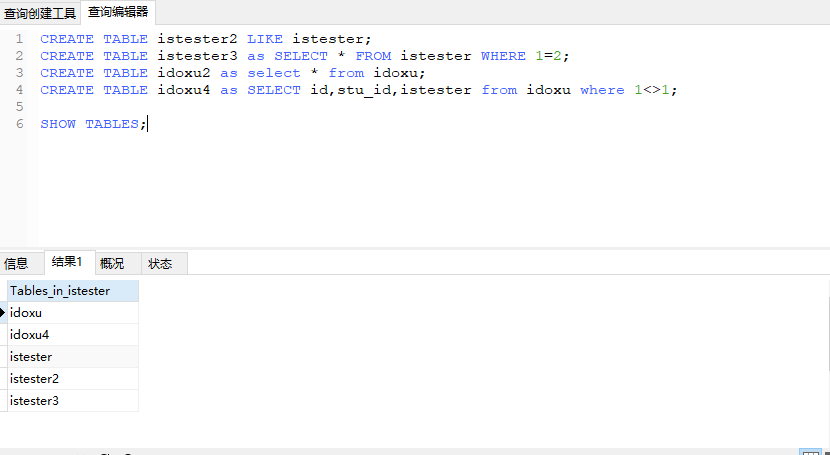 查询创建工具 查询编辑器
1 CREATE TABLE istester2 LIKE istester;
2 CREATE TABLE istester3 as SELECT * FROM istester WHERE 1=2;
3 CREATE TABLE idoxu2 as select * from idoxu;
4 CREATE TABLE idoxu4 as SELECT id,stu_id,istester from idoxu where 1<>1;
5
6 SHOW TABLES;
信息 结果1 概况 状态
Tables_in_istester
idoxu
idoxu4
istester
istester2
istester3